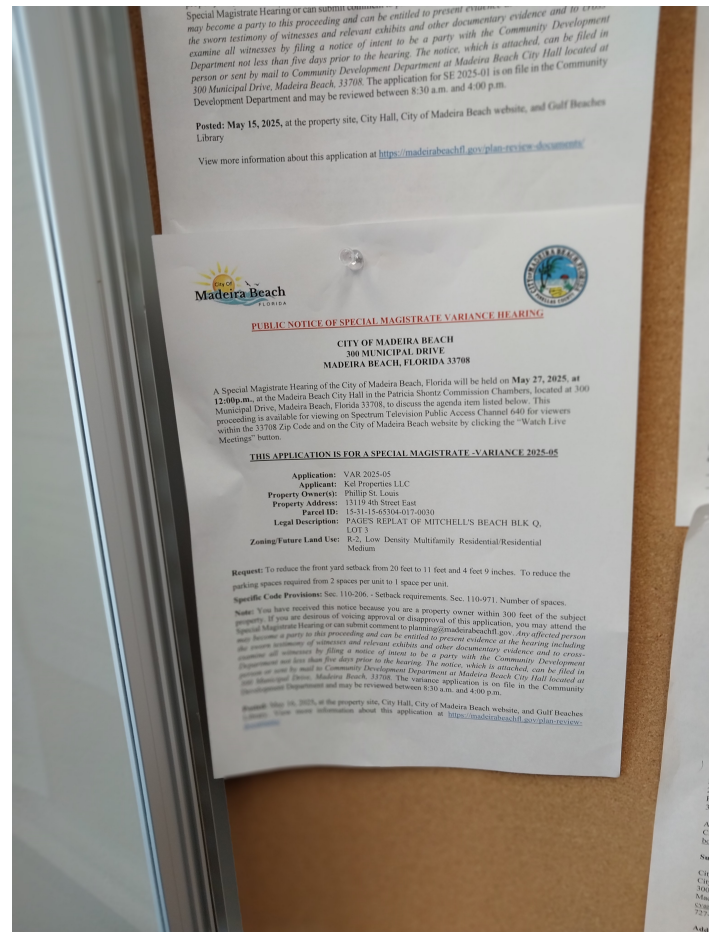 Special Magistrate Hearing or can submit
may become a party to this proceeding and can be entitled to present evidence and to cross-
the sworn testimony of witnesses and relevant exhibits and other documentary evidence and to cross-
examine all witnesses by filing a notice of intent to be a party with the Community Development
Department not less than five days prior to the hearing. The notice, which is attached, can be filed in
person or sent by mail to Community Development Department at Madeira Beach City Hall located at
300 Municipal Drive, Madeira Beach, 33708. The application for SE 2025-01 is on file in the Community
Development Department and may be reviewed between 8:30 a.m. and 4:00 p.m.
Posted: May 15, 2025, at the property site, City Hall, City of Madeira Beach website, and Gulf Beaches
Library
View more information about this application at https://madeirabeachfl.gov/plan-review-documents/
City Of
Madeira Beach
FLORIDA
PUBLIC NOTICE OF SPECIAL MAGISTRATE VARIANCE HEARING
CITY OF MADEIRA BEACH
300 MUNICIPAL DRIVE
MADEIRA BEACH, FLORIDA 33708
A Special Magistrate Hearing of the City of Madeira Beach, Florida will be held on May 27, 2025, at
12:00p.m., at the Madeira Beach City Hall in the Patricia Shontz Commission Chambers, located at 300
Municipal Drive, Madeira Beach, Florida 33708, to discuss the agenda item listed below. This
proceeding is available for viewing on Spectrum Television Public Access Channel 640 for viewers
within the 33708 Zip Code and on the City of Madeira Beach website by clicking the "Watch Live
Meetings" button.
THIS APPLICATION IS FOR A SPECIAL MAGISTRATE -VARIANCE 2025-05
Application: VAR 2025-05
Applicant: Kel Properties LLC
Property Owner(s): Phillip St. Louis
Property Address: 13119 4th Street East
Parcel ID: 15-31-15-65304-017-0030
Legal Description: PAGE'S REPLAT OF MITCHELL'S BEACH BLK Q,
LOT 3
Zoning/Future Land Use: R-2, Low Density Multifamily Residential/Residential
Medium
Request: To reduce the front yard setback from 20 feet to 11 feet and 4 feet 9 inches. To reduce the
parking spaces required from 2 spaces per unit to 1 space per unit.
Specific Code Provisions: Sec. 110-206. - Setback requirements. Sec. 110-971. Number of spaces.
Note: You have received this notice because you are a property owner within 300 feet of the subject
property. If you are desirous of voicing approval or disapproval of this application, you may attend the
Special Magistrate Hearing or can submit comment to planning@madeirabeachfl.gov. Any affected person
may become a party to this proceeding and can be entitled to present evidence at the hearing including
the sworn testimony of witnesses and relevant exhibits and other documentary evidence and to cross-
examine all witnesses by filing a notice of intent to be a party with the Community Development
Department not less than five days prior to the hearing. The notice, which is attached, can be filed in
person or sent by mail to Community Development Department at Madeira Beach City Hall located at
300 Municipal Drive, Madeira Beach, 33708. The variance application is on file in the Community
Development Department and may be reviewed between 8:30 a.m. and 4:00 p.m.
Posted: May 16, 2025, at the property site, City Hall, City of Madeira Beach website, and Gulf Beaches
Library. View more information about this application at https://madeirabeachfl.gov/plan-review-